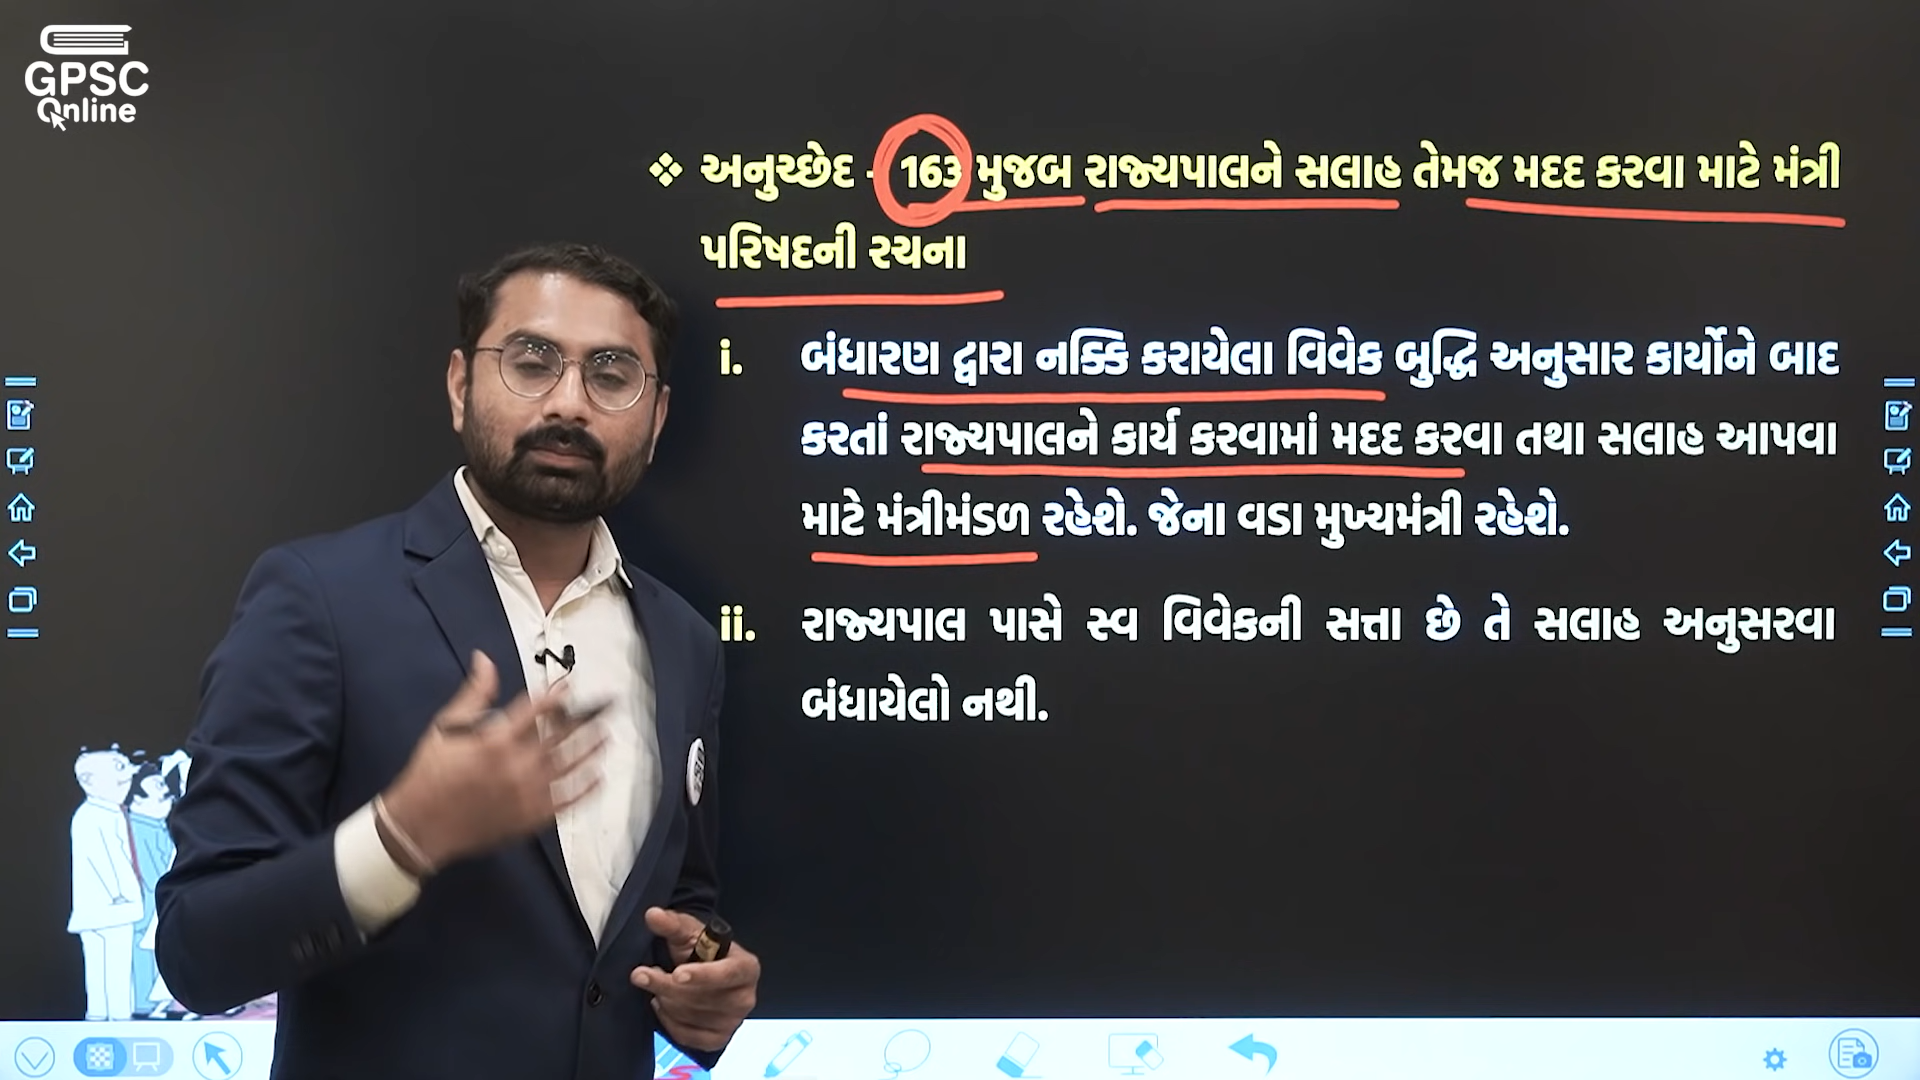 GPSC
Online
❖ અનુચ્છેદ - 163 મુજબ રાજ્યપાલને સલાહ તેમજ મદદ કરવા માટે મંત્રી
પરિષદની રચના
i. બંધારણ દ્વારા નક્કિ કરાયેલા વિવેક બુદ્ધિ અનુસાર કાર્યોને બાદ
કરતાં રાજ્યપાલને કાર્ય કરવામાં મદદ કરવા તથા સલાહ આપવા
માટે મંત્રીમંડળ રહેશે. જેના વડા મુખ્યમંત્રી રહેશે.
ii. રાજ્યપાલ પાસે સ્વ વિવેકની સત્તા છે તે સલાહ અનુસરવા
બંધાયેલો નથી.